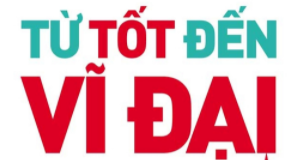 TỪ TỐT ĐẾN
VĨ ĐẠI